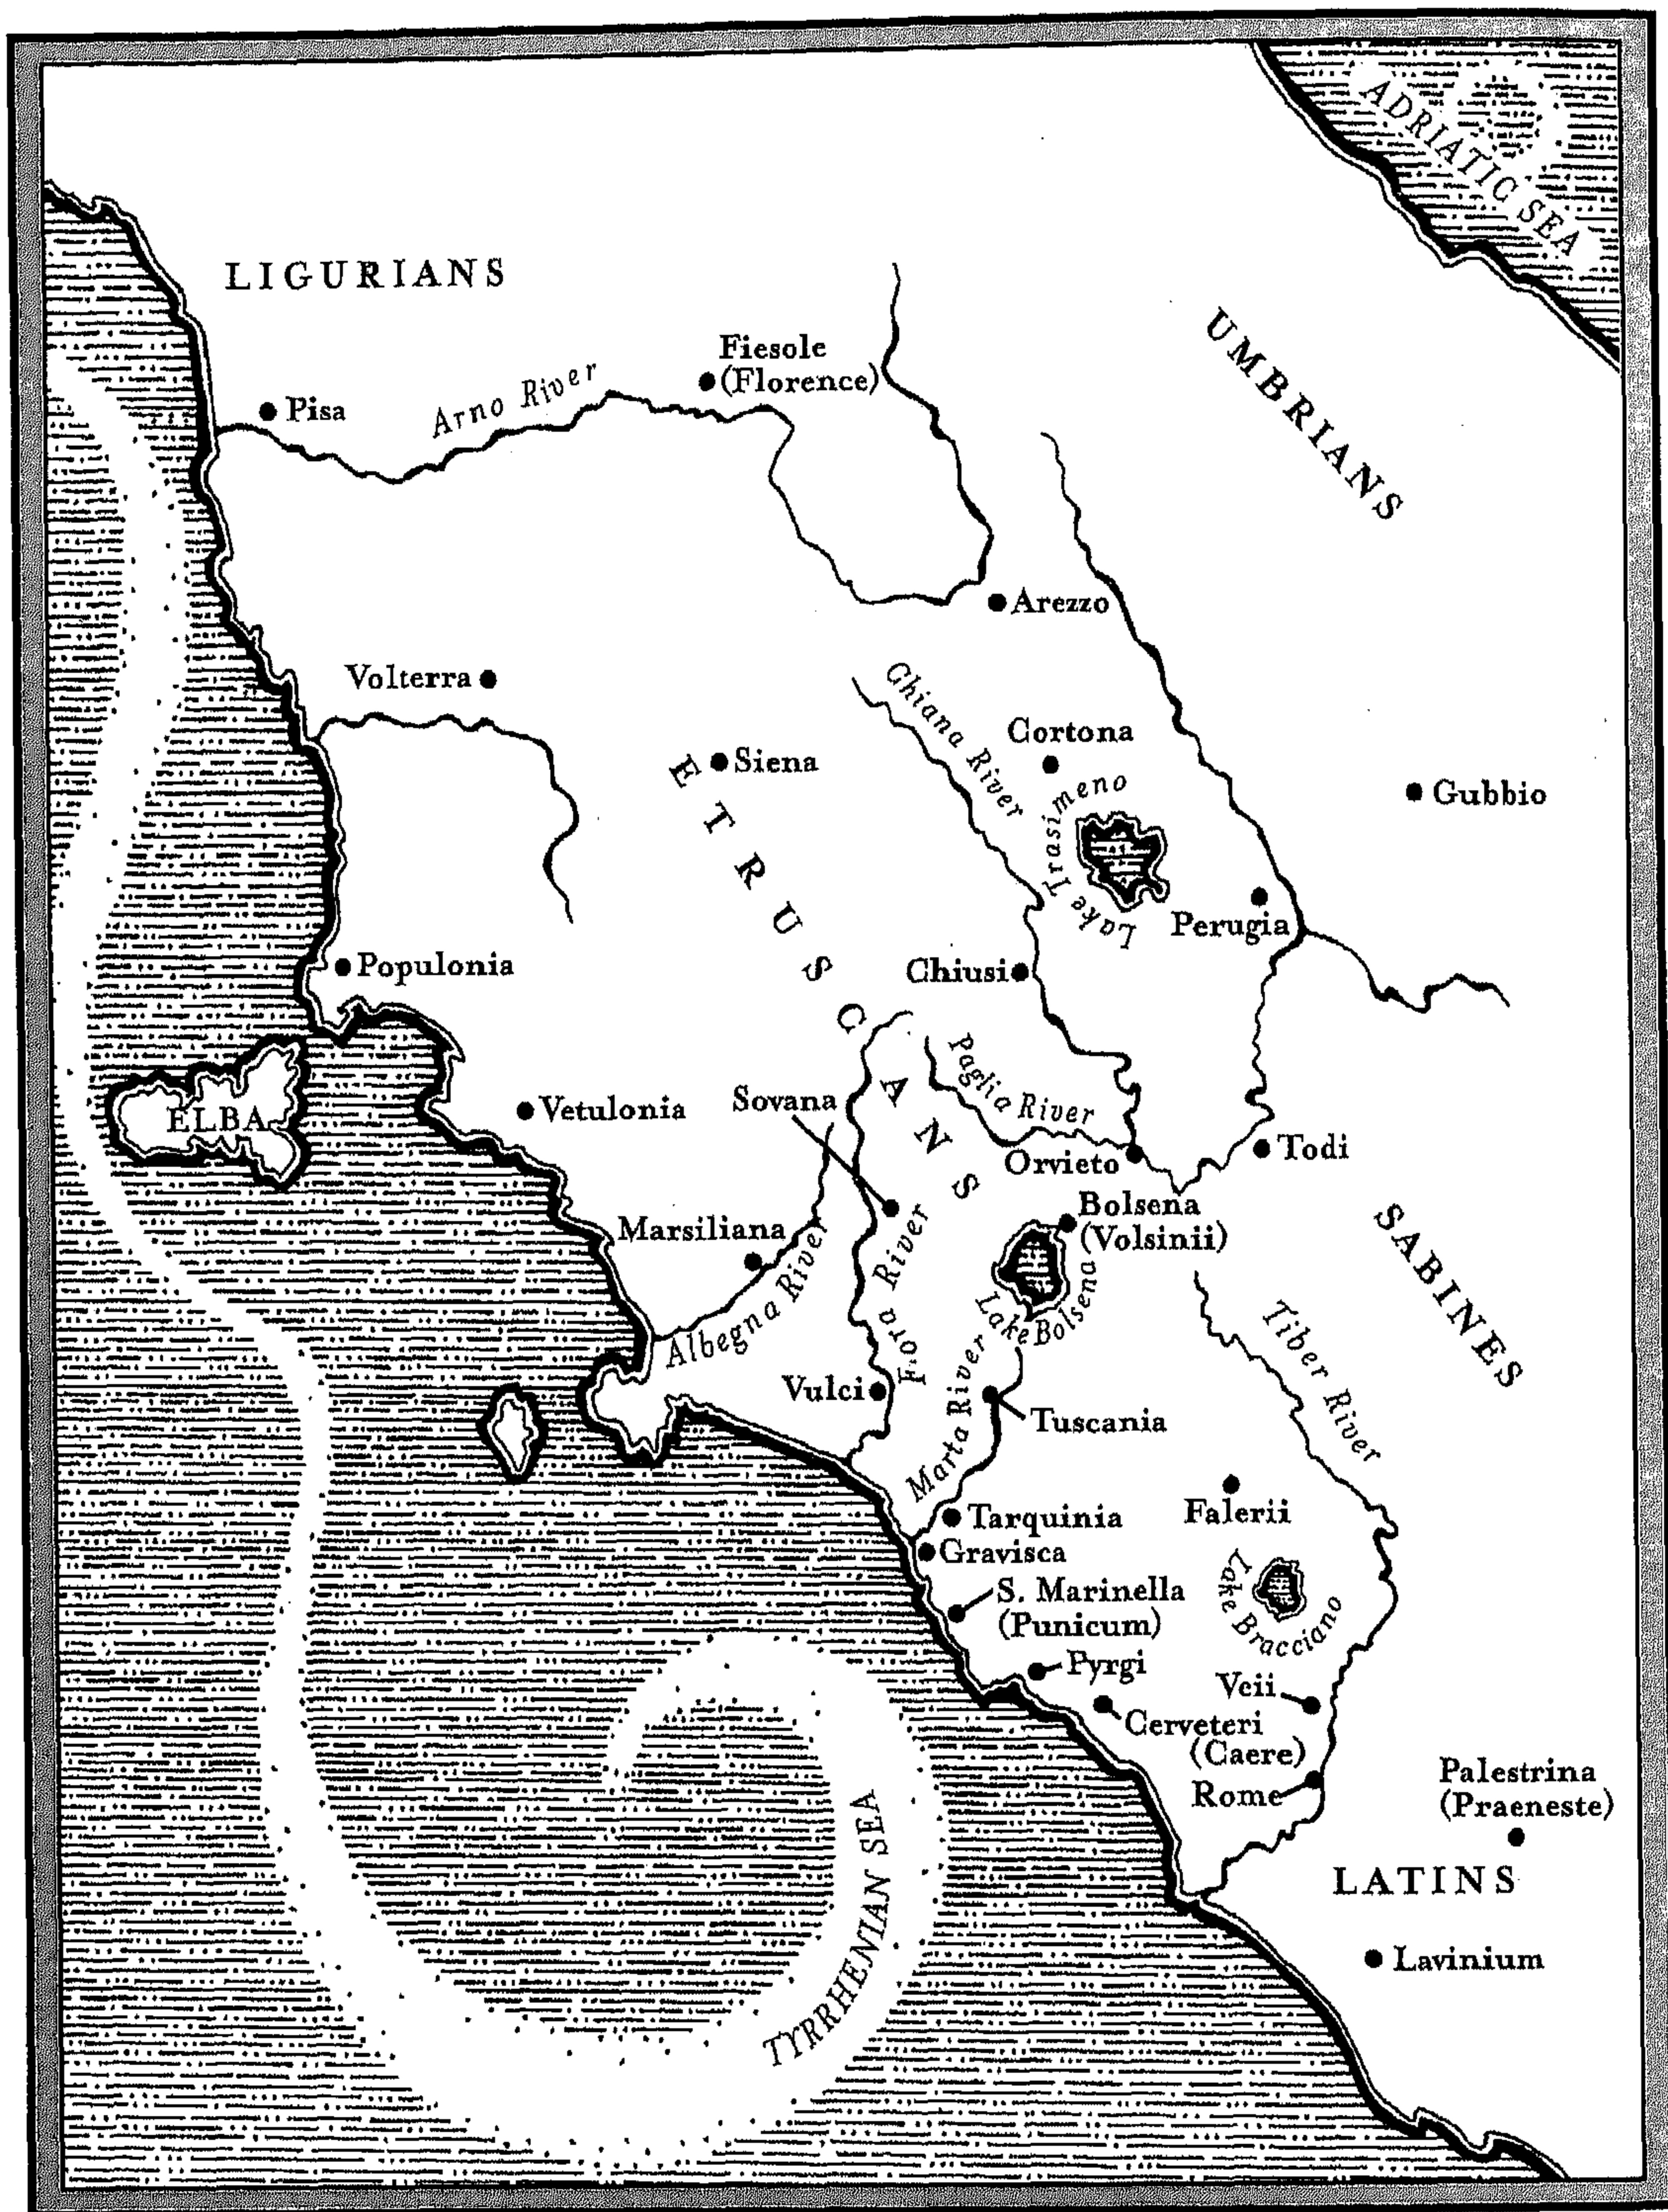 ADRIATIC SEA
LIGURIANS
UMBRIANS
Fiesole
(Florence)
Arno River
Pisa
Arezzo
Volterra
Chiana River
Cortona
Siena
Lake Trasimeno
Gubbio
ETRUSCANS
Perugia
Populonia
Chiusi
Paglia River
ELBA
Vetulonia
Sovana
Orvieto
Todi
Bolsena
(Volsinii)
Marsiliana
SABINES
Albegna River
Fiora River
Lake Bolsena
Tiber River
Vulci
Marta River
Tuscania
Tarquinia
Falerii
Gravisca
Lake Bracciano
S. Marinella
(Punicum)
Pyrgi
Veii
Cerveteri
(Caere)
Rome
Palestrina
(Praeneste)
TYRRHENIAN SEA
LATINS
Lavinium